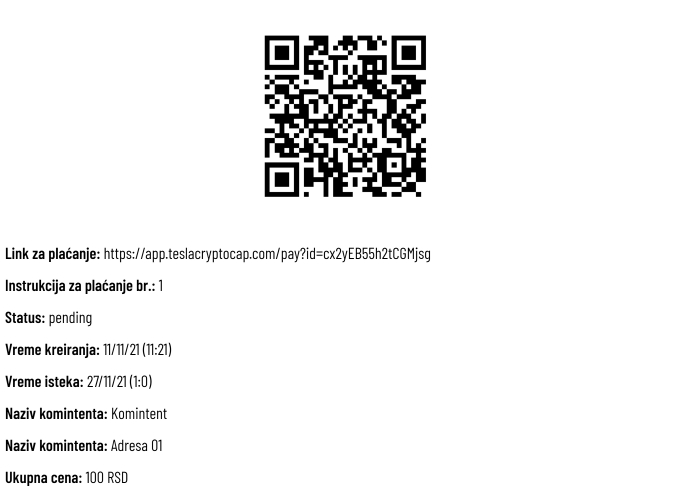 Link za plaćanje: https://app.teslacryptocap.com/pay?id=cx2yEB55h2tCGMjsg
Instrukcija za plaćanje br.: 1
Status: pending
Vreme kreiranja: 11/11/21 (11:21)
Vreme isteka: 27/11/21 (1:0)
Naziv komintenta: Komintent
Naziv komintenta: Adresa 01
Ukupna cena: 100 RSD